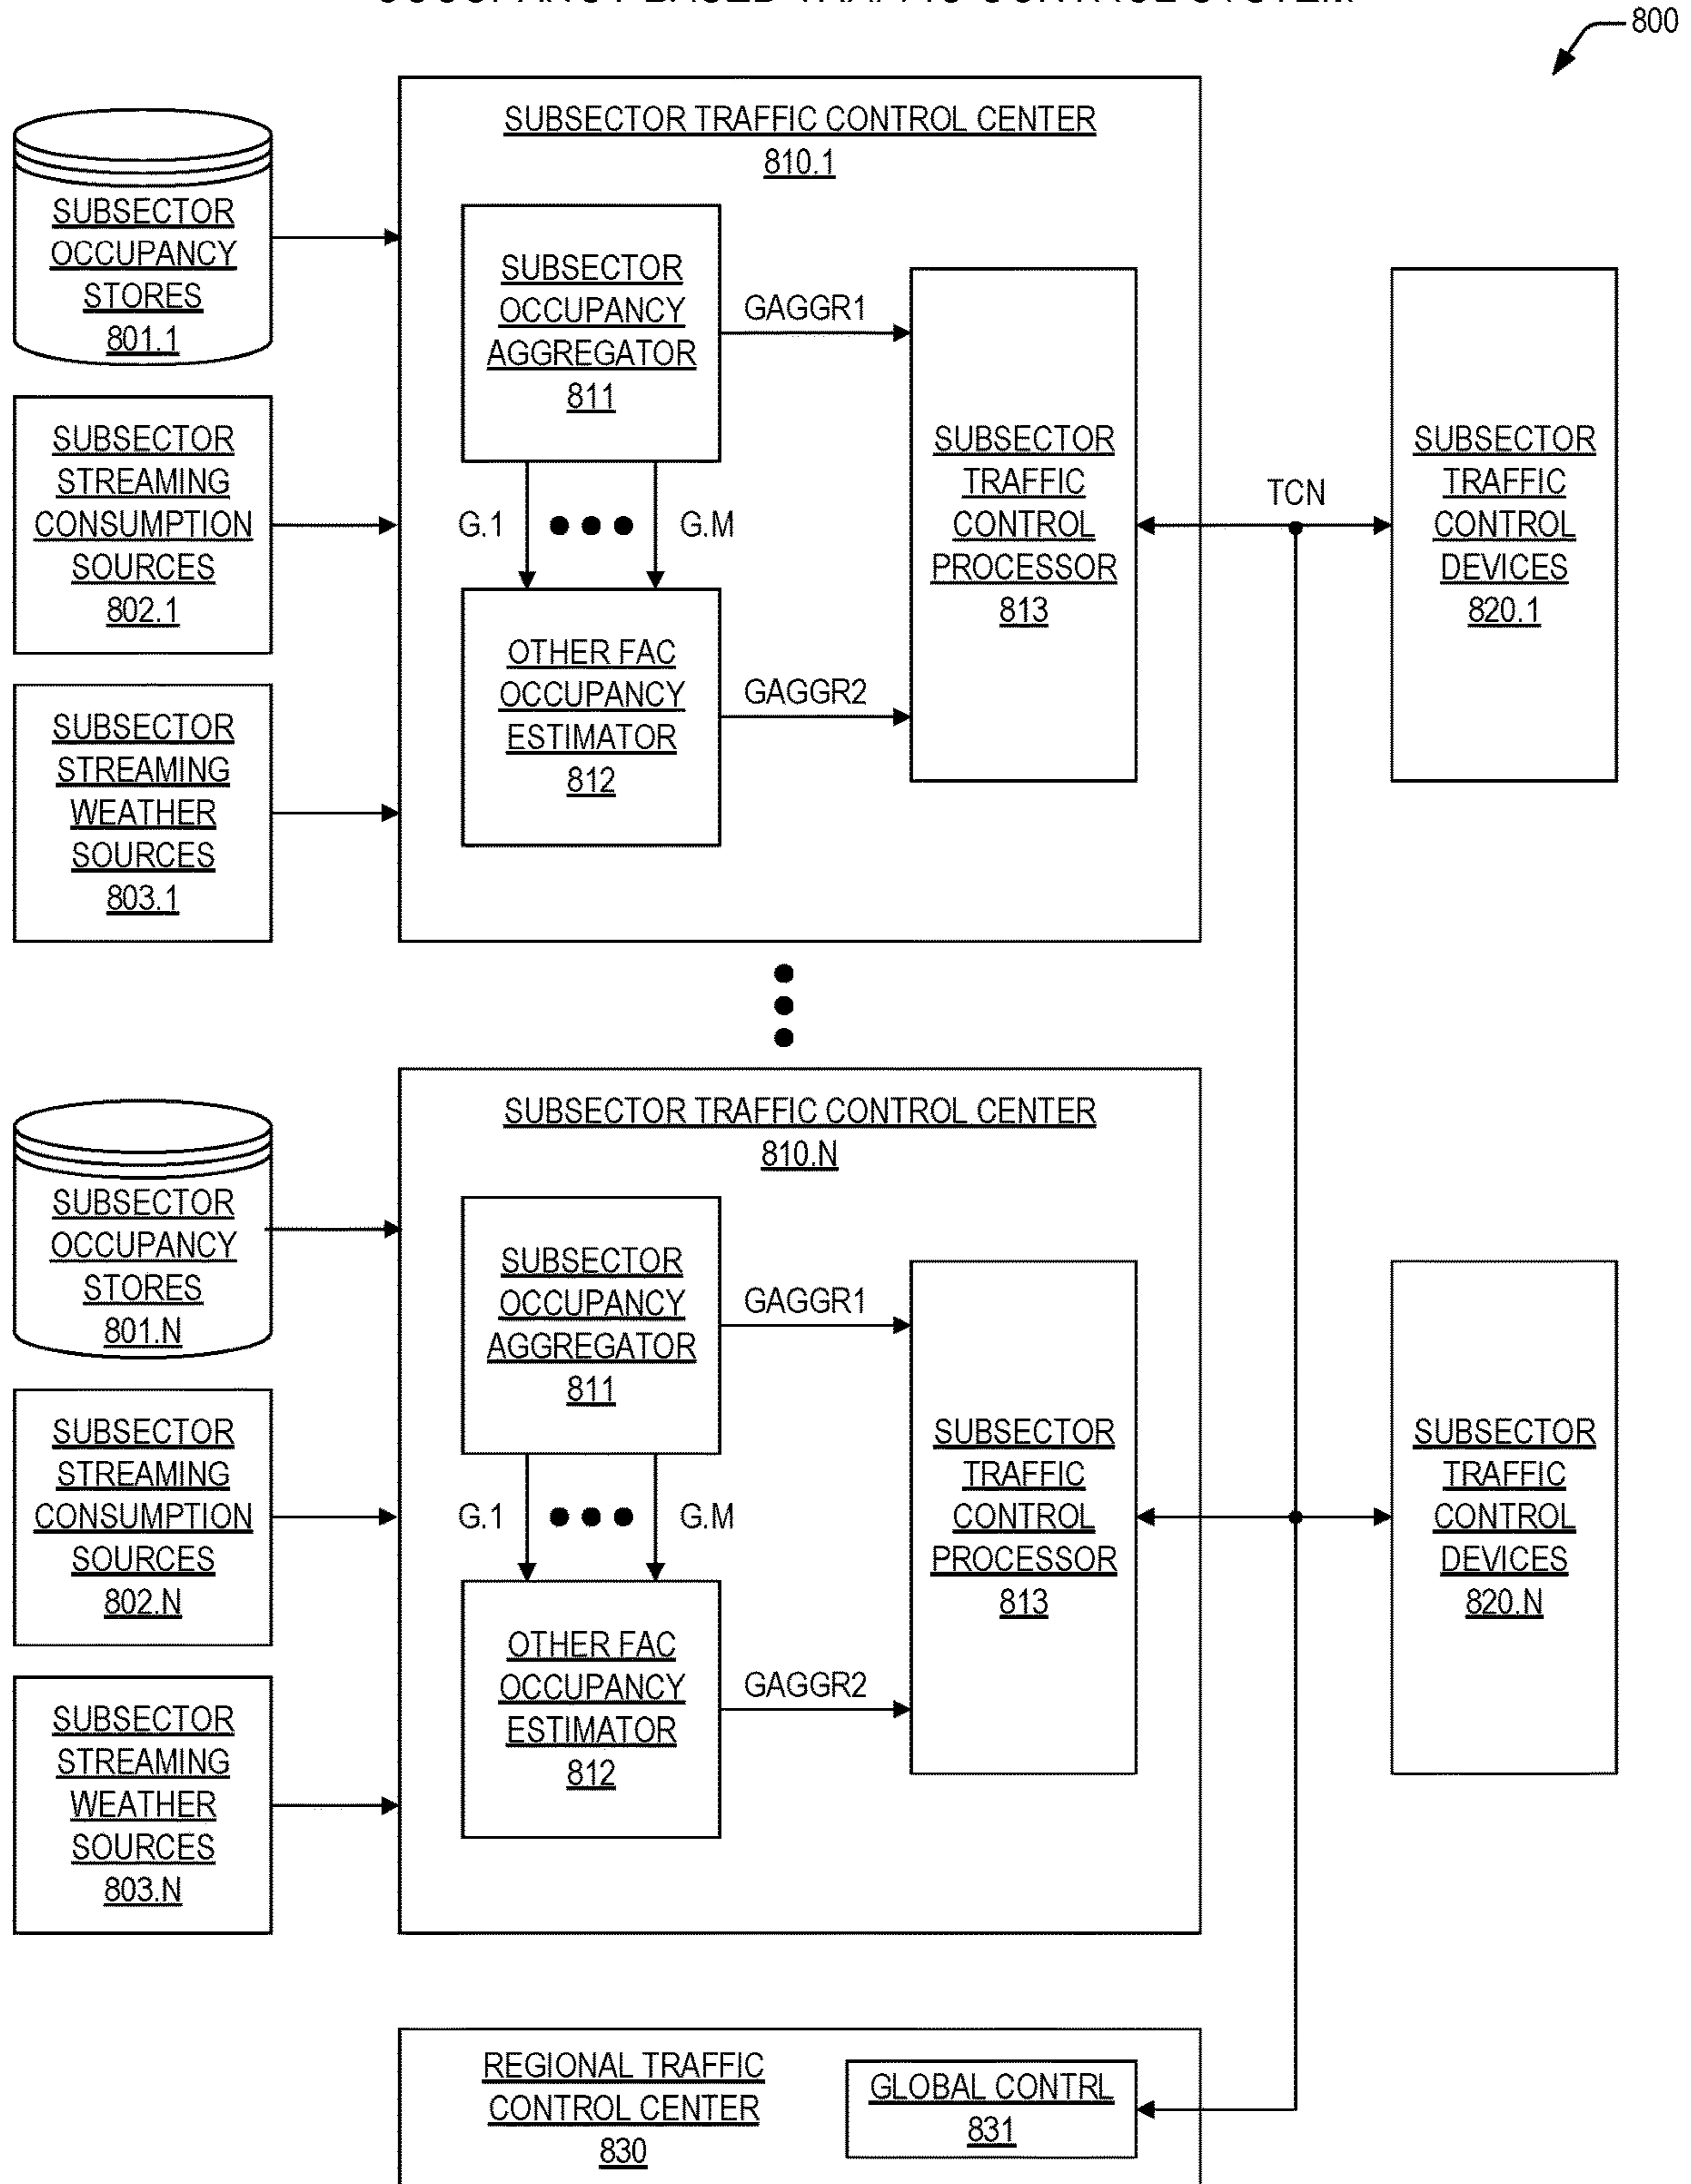 OCCUPANCY BASED TRAFFIC CONTROL SYSTEM
800
SUBSECTOR
OCCUPANCY
STORES
801.1
SUBSECTOR
STREAMING
CONSUMPTION
SOURCES
802.1
SUBSECTOR
STREAMING
WEATHER
SOURCES
803.1
SUBSECTOR TRAFFIC CONTROL CENTER
810.1
SUBSECTOR
OCCUPANCY
AGGREGATOR
811
GAGGR1
G.1
G.M
OTHER FAC
OCCUPANCY
ESTIMATOR
812
GAGGR2
SUBSECTOR
TRAFFIC
CONTROL
PROCESSOR
813
TCN
SUBSECTOR
TRAFFIC
CONTROL
DEVICES
820.1
SUBSECTOR
OCCUPANCY
STORES
801.N
SUBSECTOR
STREAMING
CONSUMPTION
SOURCES
802.N
SUBSECTOR
STREAMING
WEATHER
SOURCES
803.N
SUBSECTOR TRAFFIC CONTROL CENTER
810.N
SUBSECTOR
OCCUPANCY
AGGREGATOR
811
GAGGR1
G.1
G.M
OTHER FAC
OCCUPANCY
ESTIMATOR
812
GAGGR2
SUBSECTOR
TRAFFIC
CONTROL
PROCESSOR
813
SUBSECTOR
TRAFFIC
CONTROL
DEVICES
820.N
REGIONAL TRAFFIC
CONTROL CENTER
830
GLOBAL CONTRL
831